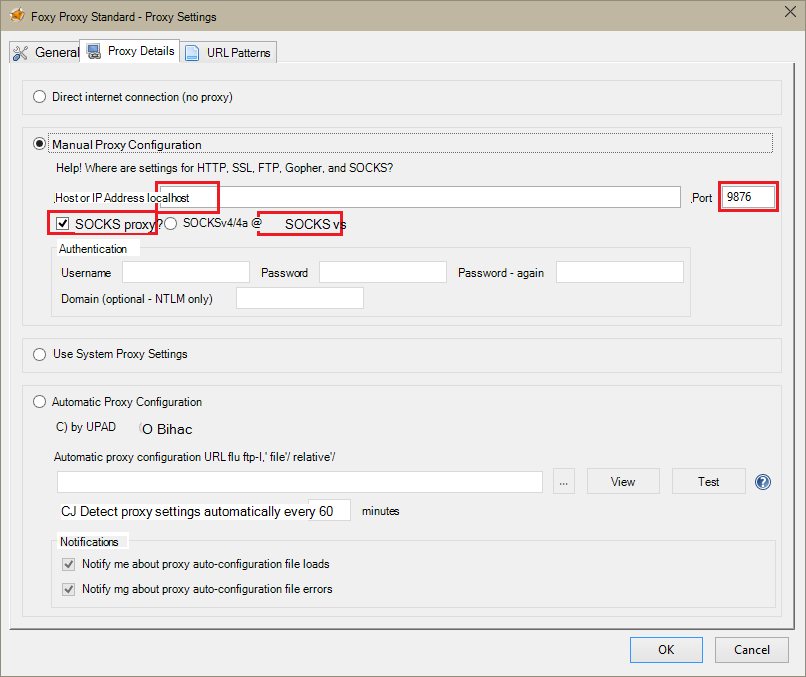 Foxy Proxy Standard - Proxy Settings
General Proxy Details URL Patterns
Direct internet connection (no proxy)
Manual Proxy Configuration
Help! Where are settings for HTTP, SSL, FTP, Gopher, and SOCKS?
Host or IP Address localhost Port 9876
SOCKS proxy? SOCKSv4/4a @ SOCKS vs
Authentication
Username Password Password - again
Domain (optional - NTLM only)
Use System Proxy Settings
Automatic Proxy Configuration
C) by UPAD (O Bihac
Automatic proxy configuration URL flu ftp-l,' file'/ relative'/
... View Test ?
CJ Detect proxy settings automatically every 60 minutes
Notifications
Notify me about proxy auto-configuration file loads
Notify mg about proxy auto-configuration file errors
OK Cancel